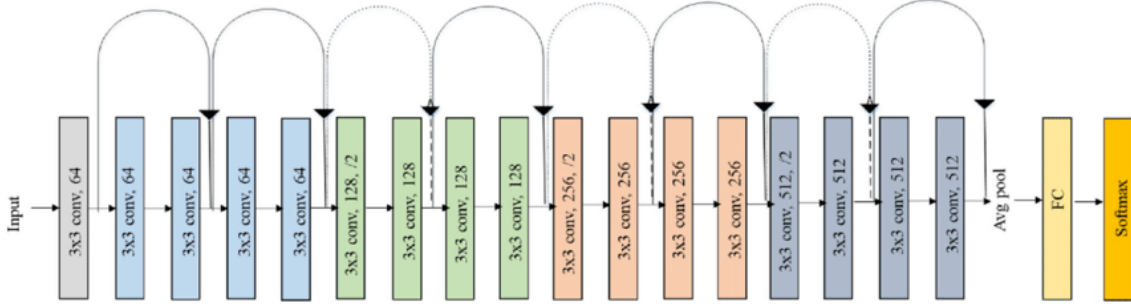 Input
3x3 conv, 64
3x3 conv, 64
3x3 conv, 64
3x3 conv, 64
3x3 conv, 64
3x3 conv, 128, /2
3x3 conv, 128
3x3 conv, 128
3x3 conv, 128
3x3 conv, 256, /2
3x3 conv, 256
3x3 conv, 256
3x3 conv, 256
3x3 conv, 512, /2
3x3 conv, 512
3x3 conv, 512
3x3 conv, 512
Avg pool
FC
Softmax